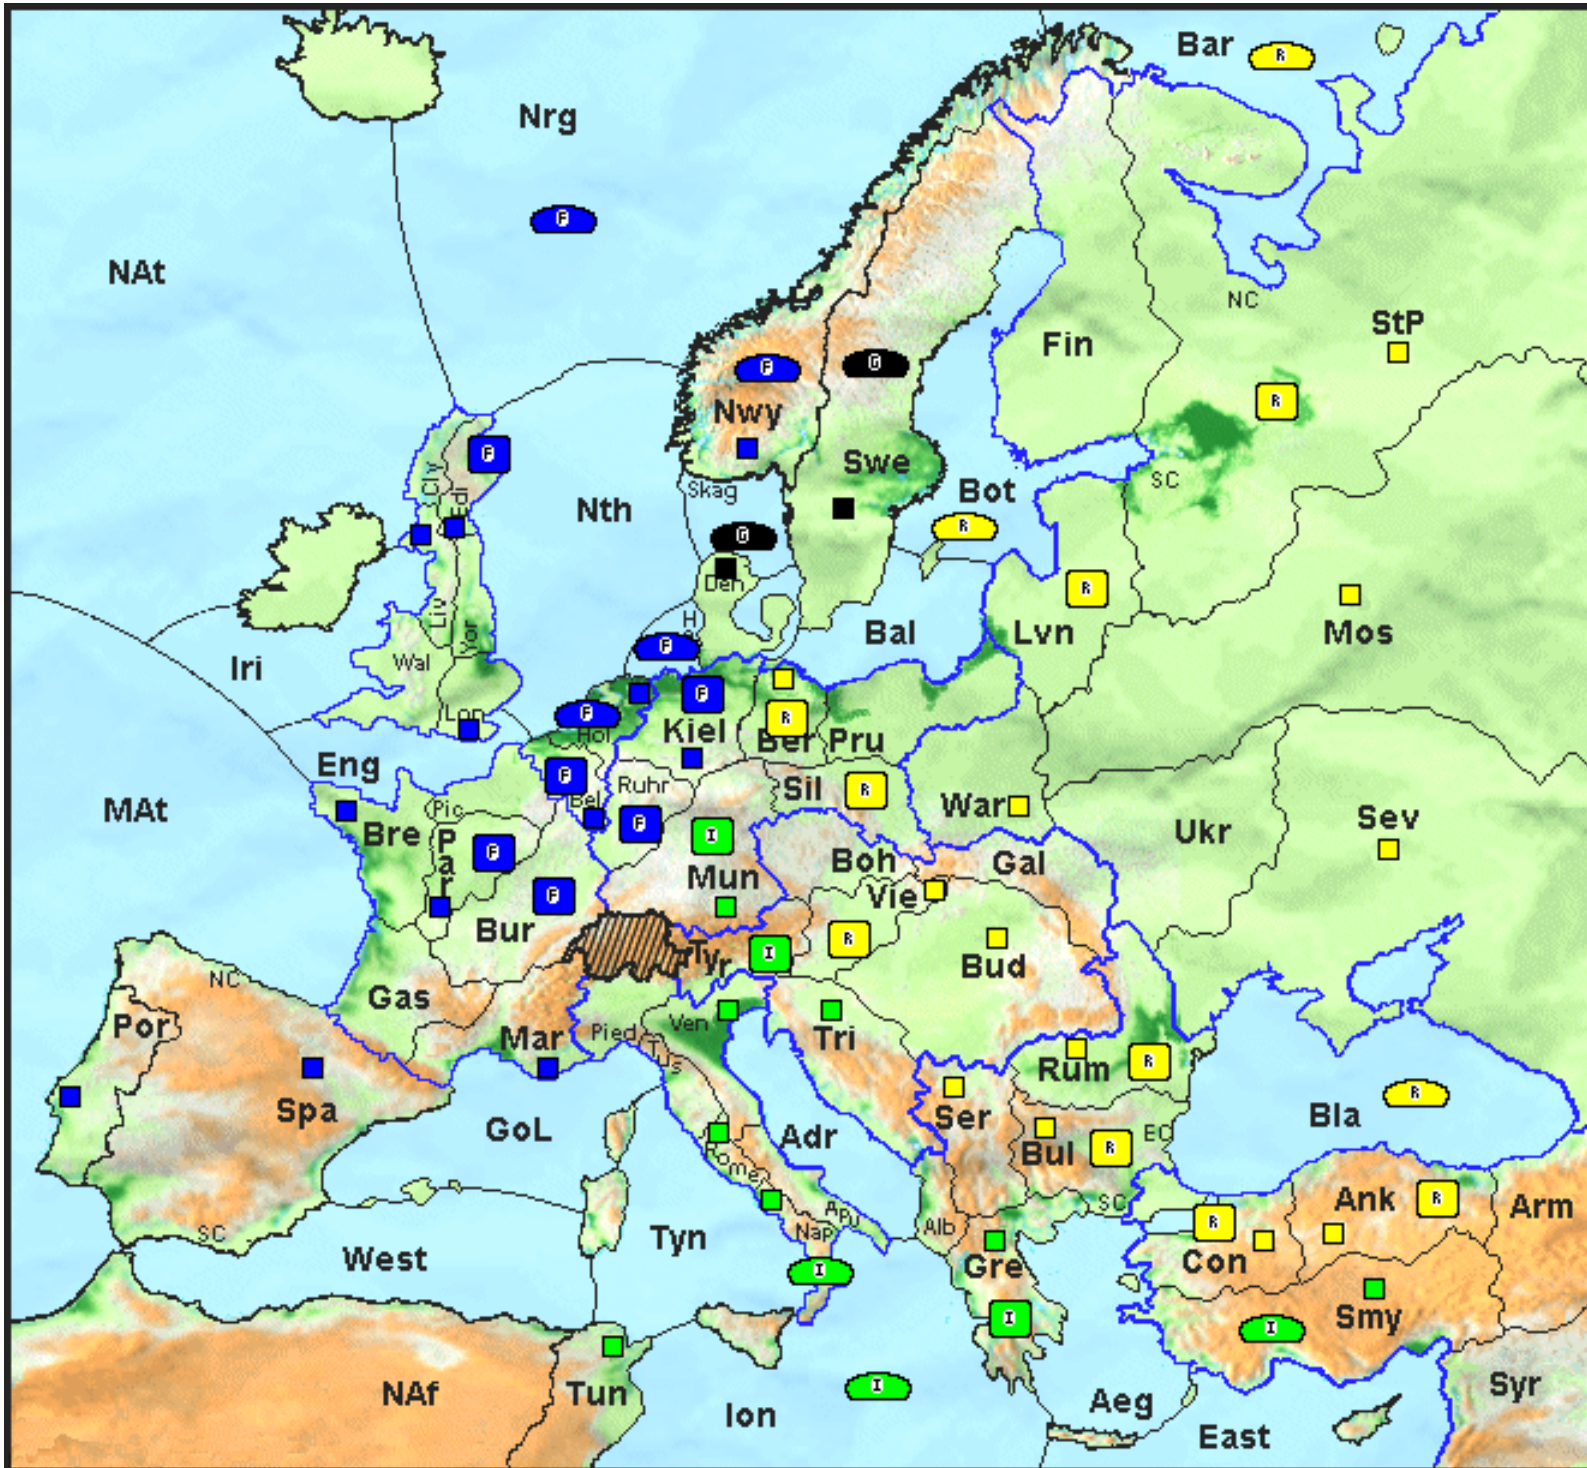 Bar
R
Nrg
F
NAt
NC
StP
Fin
F
G
R
Nwy
F
Swe
Cly
Edi
Skag
Bot
SC
Nth
R
G
Den
R
Liv
Yor
Bal
Lvn
Mos
Iri
Wal
F
Lon
F
F
Hol
Kiel
R
Ber
Pru
Eng
F
Bel
Ruhr
Sil
R
War
MAt
Pic
Bre
Par
F
F
I
Ukr
Sev
Boh
Gal
Mun
Vie
F
Bur
Tyr
I
R
Bud
NC
Gas
Por
Mar
Pied
Ven
Tus
Tri
Rum
R
Spa
Ser
R
Bla
GoL
Adr
Bul
R
EC
Rome
Ank
R
Arm
SC
West
Tyn
Apu
Nap
Alb
SC
R
Con
Gre
I
I
I
Smy
NAf
Tun
Ion
I
Aeg
East
Syr